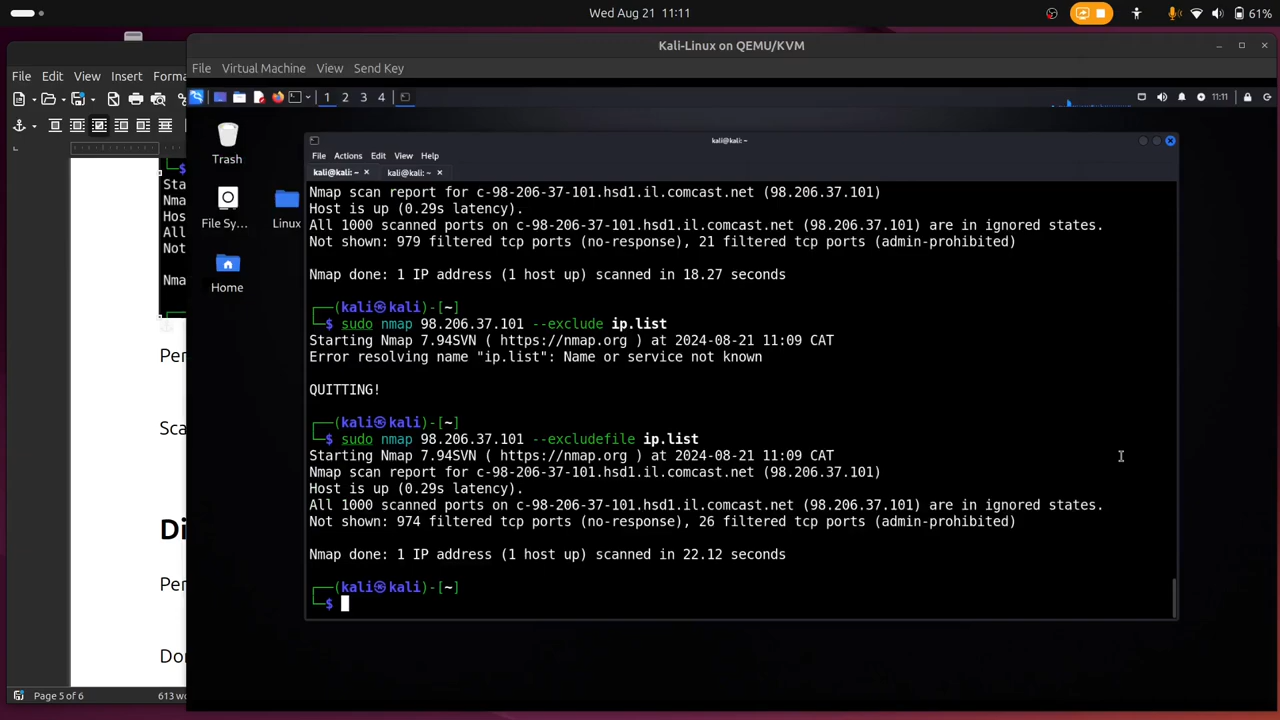 Wed Aug 21 11:11
61%
Kali-Linux on QEMU/KVM
File Virtual Machine View Send Key
File Edit View Insert Forma
1 2 3 4
11:11
Trash
File Sy...
Linux
Home
kali@kali: ~
File Actions Edit View Help
kali@kali: ~ × kali@kali: ~ ×
Nmap scan report for c-98-206-37-101.hsd1.il.comcast.net (98.206.37.101)
Host is up (0.29s latency).
All 1000 scanned ports on c-98-206-37-101.hsd1.il.comcast.net (98.206.37.101) are in ignored states.
Not shown: 979 filtered tcp ports (no-response), 21 filtered tcp ports (admin-prohibited)
Nmap done: 1 IP address (1 host up) scanned in 18.27 seconds
┌──(kali㉿kali)-[~]
└─$ sudo nmap 98.206.37.101 --exclude ip.list
Starting Nmap 7.94SVN ( https://nmap.org ) at 2024-08-21 11:09 CAT
Error resolving name "ip.list": Name or service not known
QUITTING!
┌──(kali㉿kali)-[~]
└─$ sudo nmap 98.206.37.101 --excludefile ip.list
Starting Nmap 7.94SVN ( https://nmap.org ) at 2024-08-21 11:09 CAT
Nmap scan report for c-98-206-37-101.hsd1.il.comcast.net (98.206.37.101)
Host is up (0.29s latency).
All 1000 scanned ports on c-98-206-37-101.hsd1.il.comcast.net (98.206.37.101) are in ignored states.
Not shown: 974 filtered tcp ports (no-response), 26 filtered tcp ports (admin-prohibited)
Nmap done: 1 IP address (1 host up) scanned in 22.12 seconds
┌──(kali㉿kali)-[~]
└─$
└─$
Sta
Nma
Hos
All
Not
Nma
Per
Sca
Di
Per
Dor
Page 5 of 6 613 wo